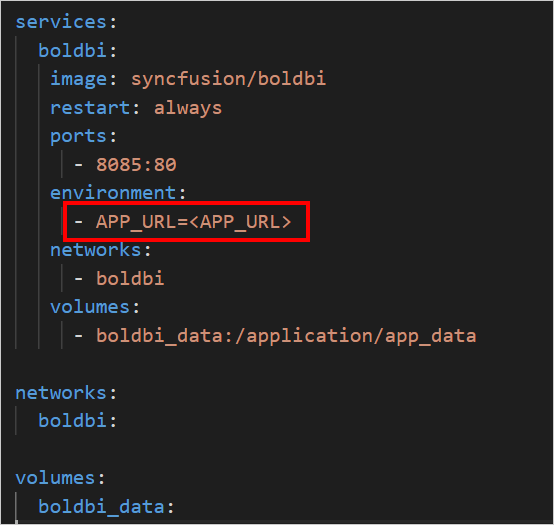 services:
  boldbi:
    image: syncfusion/boldbi
    restart: always
    ports:
      - 8085:80
    environment:
      - APP_URL=<APP_URL>
    networks:
      - boldbi
    volumes:
      - boldbi_data:/application/app_data

networks:
  boldbi:

volumes:
  boldbi_data: